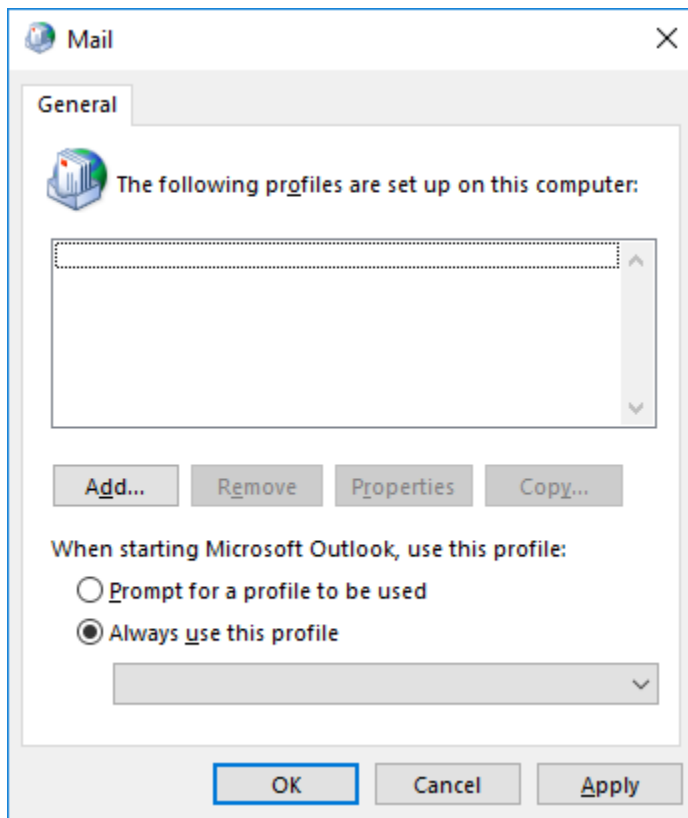 Mail
General
The following profiles are set up on this computer:
Add...
Remove
Properties
Copy...
When starting Microsoft Outlook, use this profile:
Prompt for a profile to be used
Always use this profile
OK
Cancel
Apply